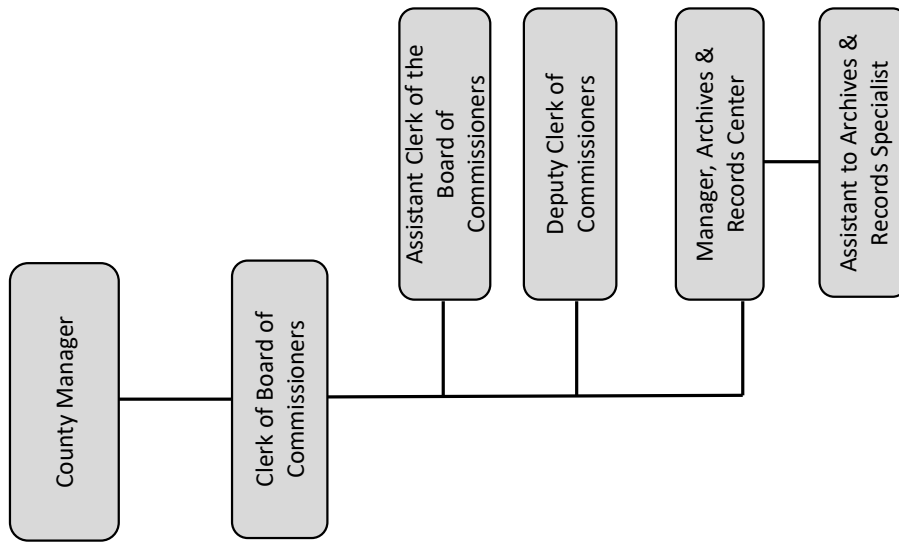 County Manager
Clerk of Board of
Commissioners
Assistant Clerk of the
Board of
Commissioners
Deputy Clerk of
Commissioners
Manager, Archives &
Records Center
Assistant to Archives &
Records Specialist